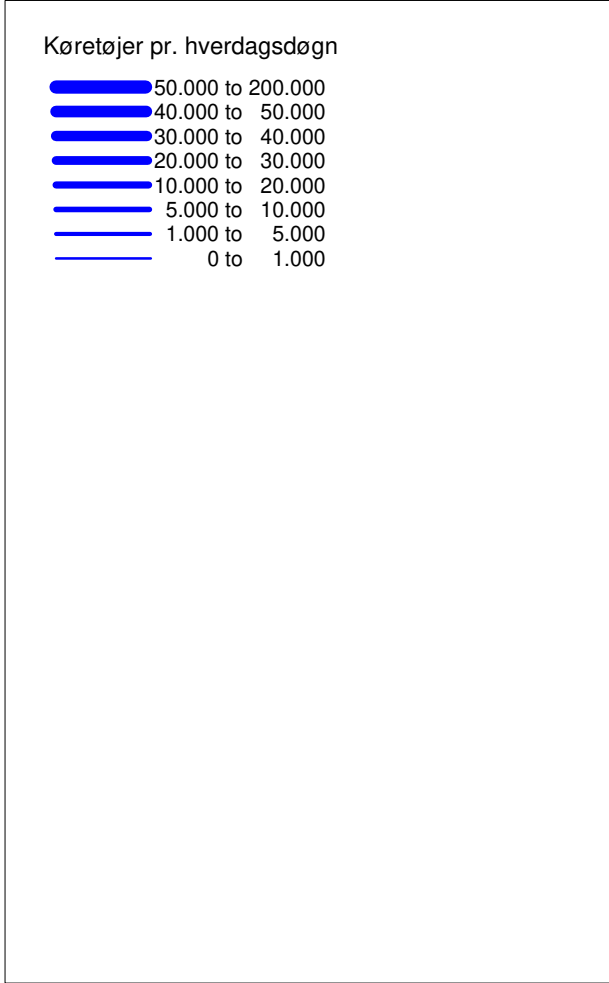 Køretøjer pr. hverdagsdøgn
50.000 to 200.000
40.000 to 50.000
30.000 to 40.000
20.000 to 30.000
10.000 to 20.000
5.000 to 10.000
1.000 to 5.000
0 to 1.000